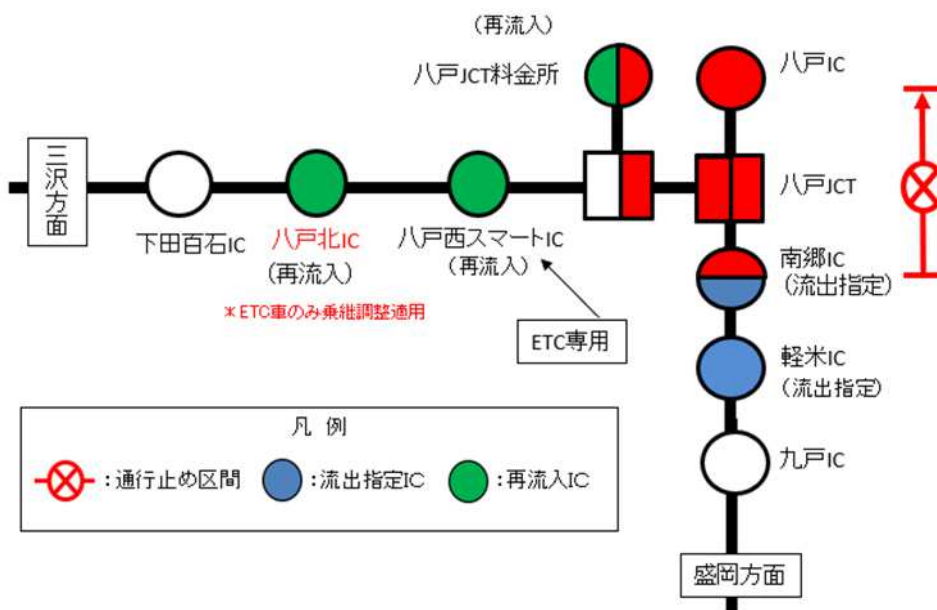 (再流入)
八戸JCT料金所
八戸IC
三沢方面
八戸JCT
下田百石IC
八戸北IC
(再流入)
八戸西スマートIC
(再流入)
南郷IC
(流出指定)
*ETC車のみ乗継調整適用
ETC専用
軽米IC
(流出指定)
凡 例
:通行止め区間
:流出指定IC
:再流入IC
九戸IC
盛岡方面